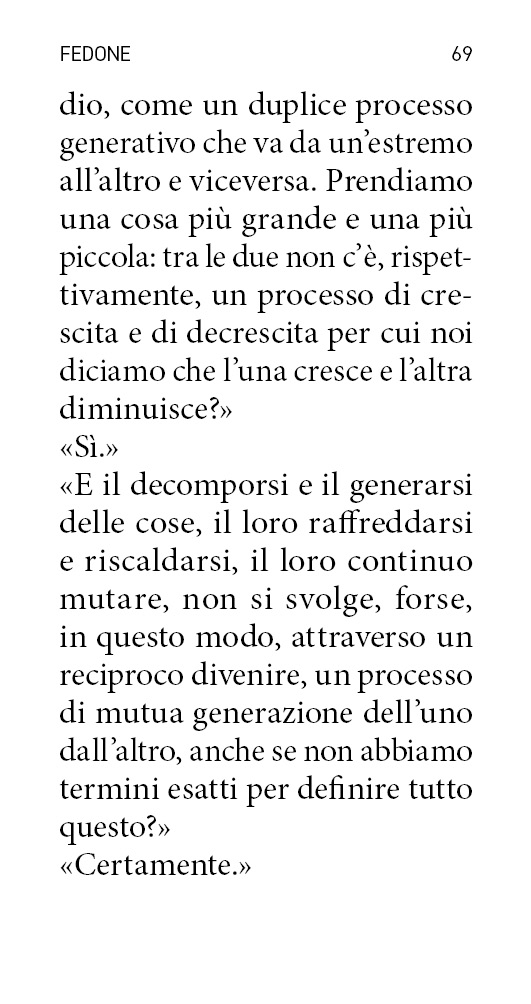 FEDONE 69
dio, come un duplice processo
generativo che va da un’estremo
all’altro e viceversa. Prendiamo
una cosa più grande e una più
piccola: tra le due non c’è, rispet-
tivamente, un processo di cre-
scita e di decrescita per cui noi
diciamo che l’una cresce e l’altra
diminuisce?»
«Sì.»
«E il decomporsi e il generarsi
delle cose, il loro raffreddarsi
e riscaldarsi, il loro continuo
mutare, non si svolge, forse,
in questo modo, attraverso un
reciproco divenire, un processo
di mutua generazione dell’uno
dall’altro, anche se non abbiamo
termini esatti per definire tutto
questo?»
«Certamente.»